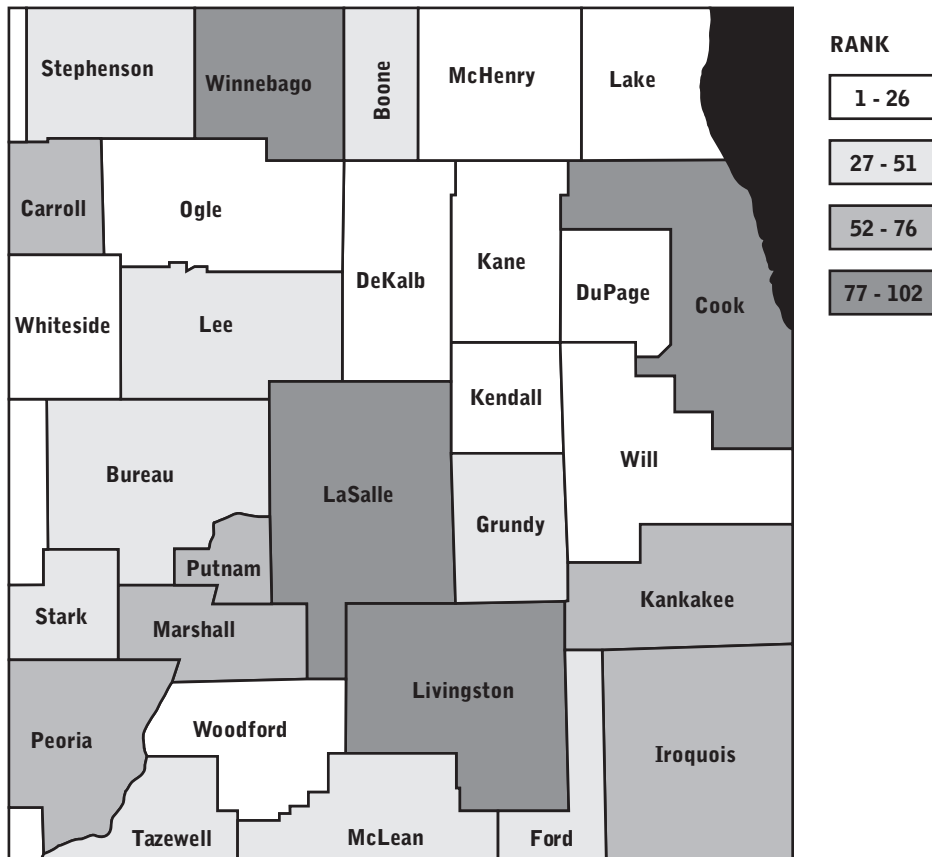 Stephenson
Winnebago
Boone
McHenry
Lake
RANK
1 - 26
27 - 51
52 - 76
77 - 102
Carroll
Ogle
DeKalb
Kane
DuPage
Cook
Whiteside
Lee
Kendall
Bureau
LaSalle
Will
Grundy
Putnam
Stark
Marshall
Kankakee
Livingston
Peoria
Woodford
Iroquois
Tazewell
McLean
Ford